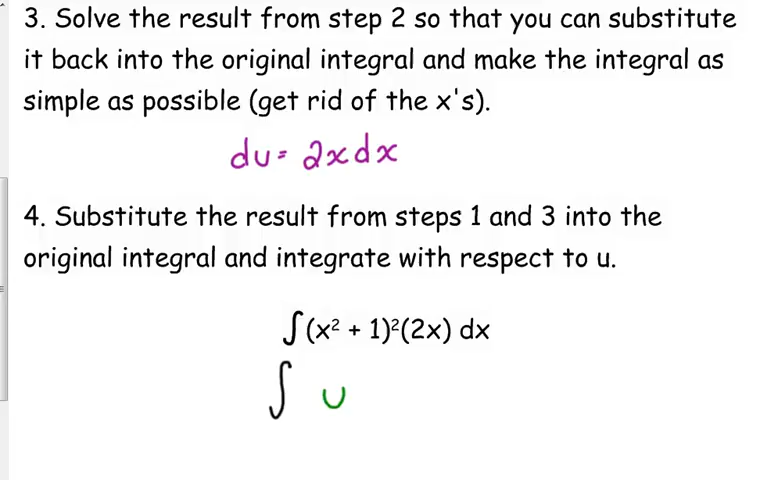 3. Solve the result from step 2 so that you can substitute
it back into the original integral and make the integral as
simple as possible (get rid of the x's).
du = 2xdx
4. Substitute the result from steps 1 and 3 into the
original integral and integrate with respect to u.
∫(x² + 1)²(2x) dx
∫ u